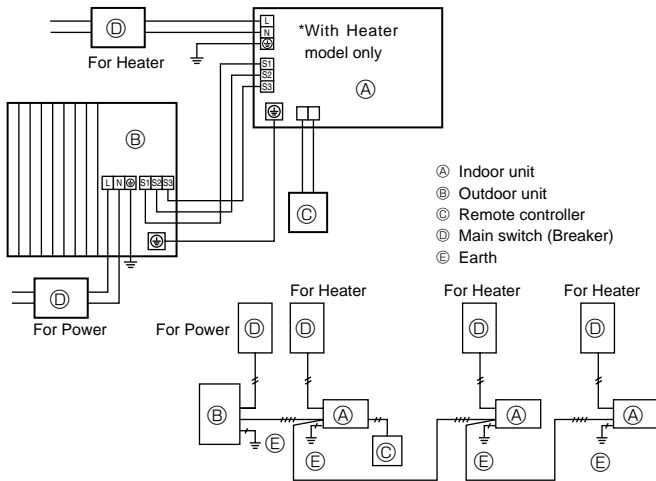 Ⓓ
For Heater
L
N
S1
S2
S3
*With Heater
model only
Ⓐ
Ⓑ
L N S1 S2 S3
Ⓒ
Ⓓ
For Power
Ⓐ Indoor unit
Ⓑ Outdoor unit
Ⓒ Remote controller
Ⓓ Main switch (Breaker)
Ⓔ Earth
For Heater For Heater For Heater
For Power Ⓓ Ⓓ Ⓓ Ⓓ
Ⓑ Ⓐ Ⓐ Ⓐ
Ⓔ Ⓔ Ⓒ Ⓔ Ⓔ